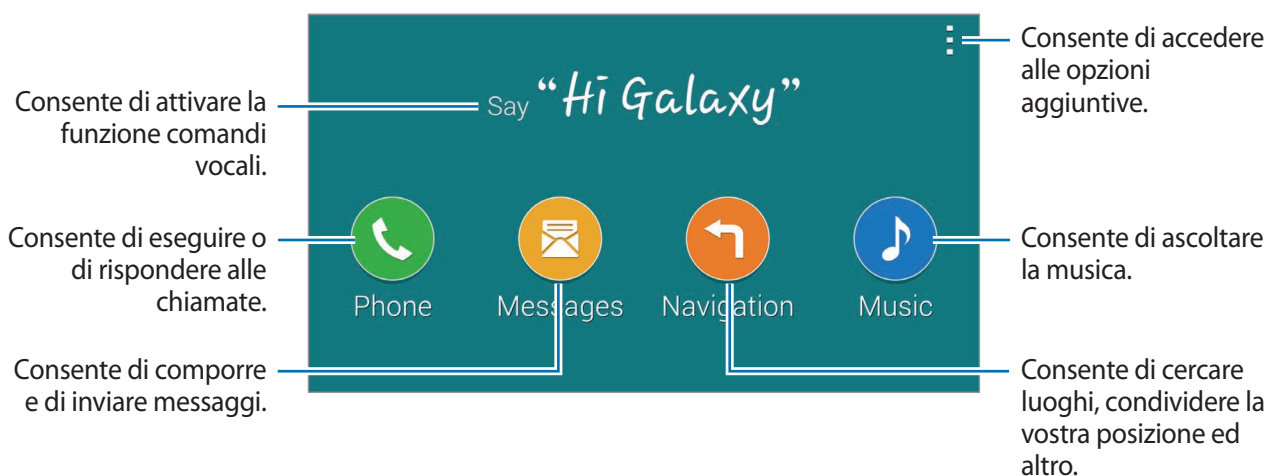 Consente di attivare la
funzione comandi
vocali.
Consente di eseguire o
di rispondere alle
chiamate.
Consente di comporre
e di inviare messaggi.
Say “Hi Galaxy”
Phone
Messages
Navigation
Music
Consente di accedere
alle opzioni
aggiuntive.
Consente di ascoltare
la musica.
Consente di cercare
luoghi, condividere la
vostra posizione ed
altro.